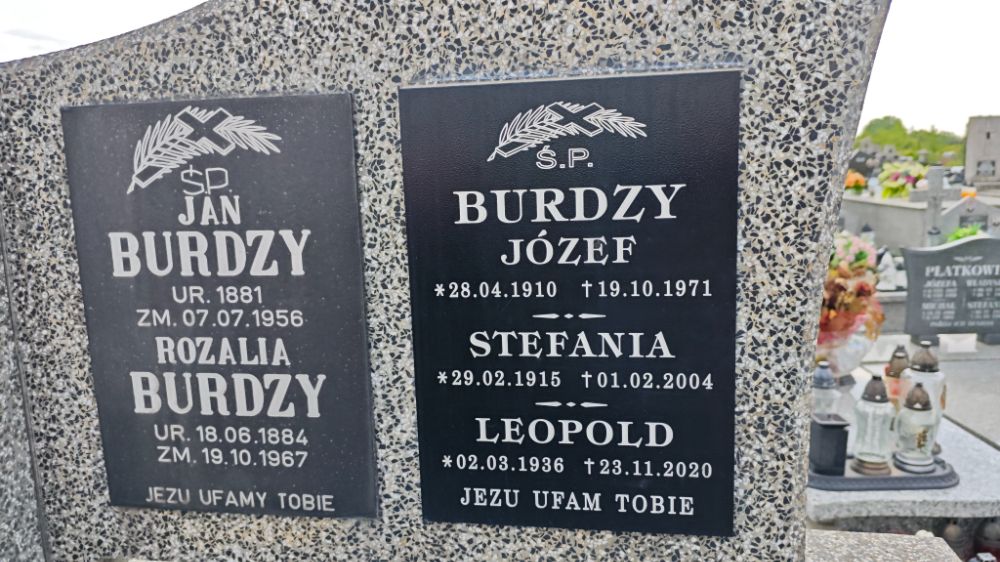 Ś.P.
JAN
BURDZY
UR. 1881
ZM. 07.07.1956
ROZALIA
BURDZY
UR. 18.06.1884
ZM. 19.10.1967
JEZU UFAMY TOBIE
Ś.P.
BURDZY
JÓZEF
*28.04.1910 †19.10.1971
STEFANIA
*29.02.1915 †01.02.2004
LEOPOLD
*02.03.1936 †23.11.2020
JEZU UFAM TOBIE
PŁATKOWI
JÓZEFA